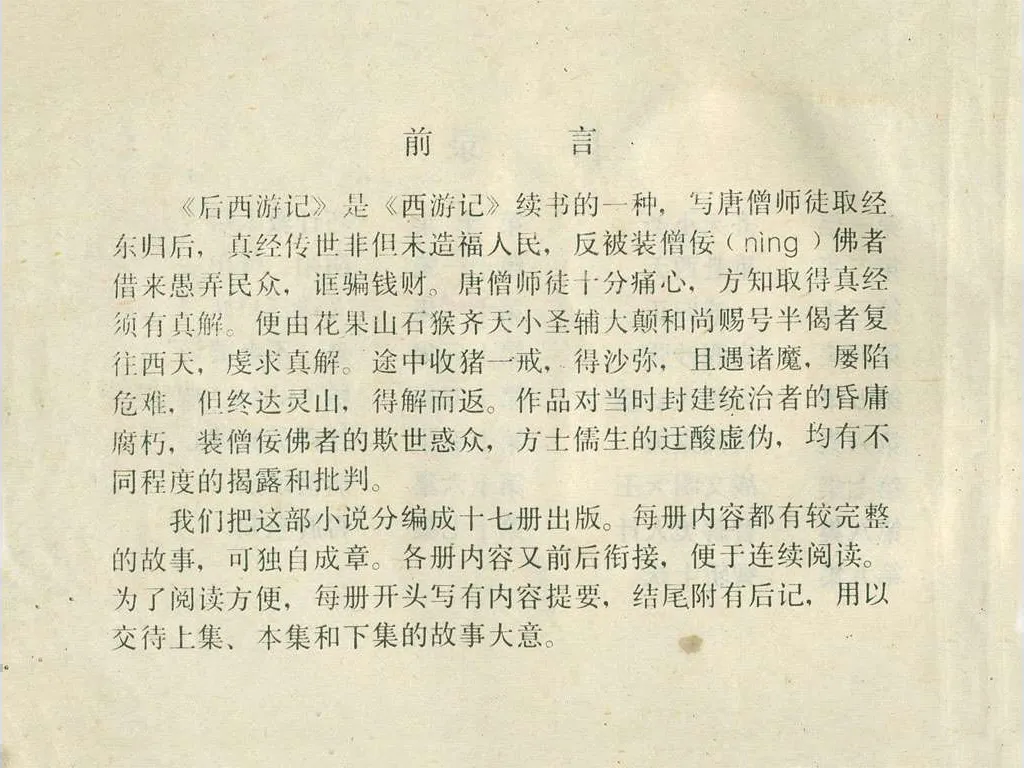 前言
《后西游记》是《西游记》续书的一种，写唐僧师徒取经
东归后，真经传世非但未造福人民，反被装僧佞（nìng）佛者
借来愚弄民众，诓骗钱财。唐僧师徒十分痛心，方知取得真经
须有真解。便由花果山石猴齐天小圣辅大颠和尚赐号半偈者复
往西天，虔求真解。途中收猪一戒，得沙弥，且遇诸魔，屡陷
危难，但终达灵山，得解而返。作品对当时封建统治者的昏庸
腐朽，装僧佞佛者的欺世惑众，方士儒生的迂酸虚伪，均有不
同程度的揭露和批判。
我们把这部小说分编成十七册出版。每册内容都有较完整
的故事，可独自成章。各册内容又前后衔接，便于连续阅读。
为了阅读方便，每册开头写有内容提要，结尾附有后记，用以
交待上集、本集和下集的故事大意。